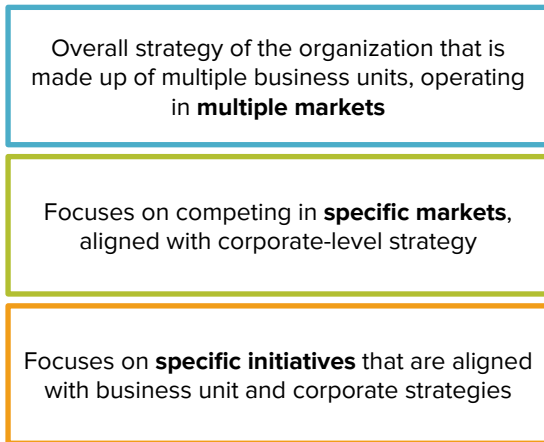 Overall strategy of the organization that is
made up of multiple business units, operating
in multiple markets
Focuses on competing in specific markets,
aligned with corporate-level strategy
Focuses on specific initiatives that are aligned
with business unit and corporate strategies